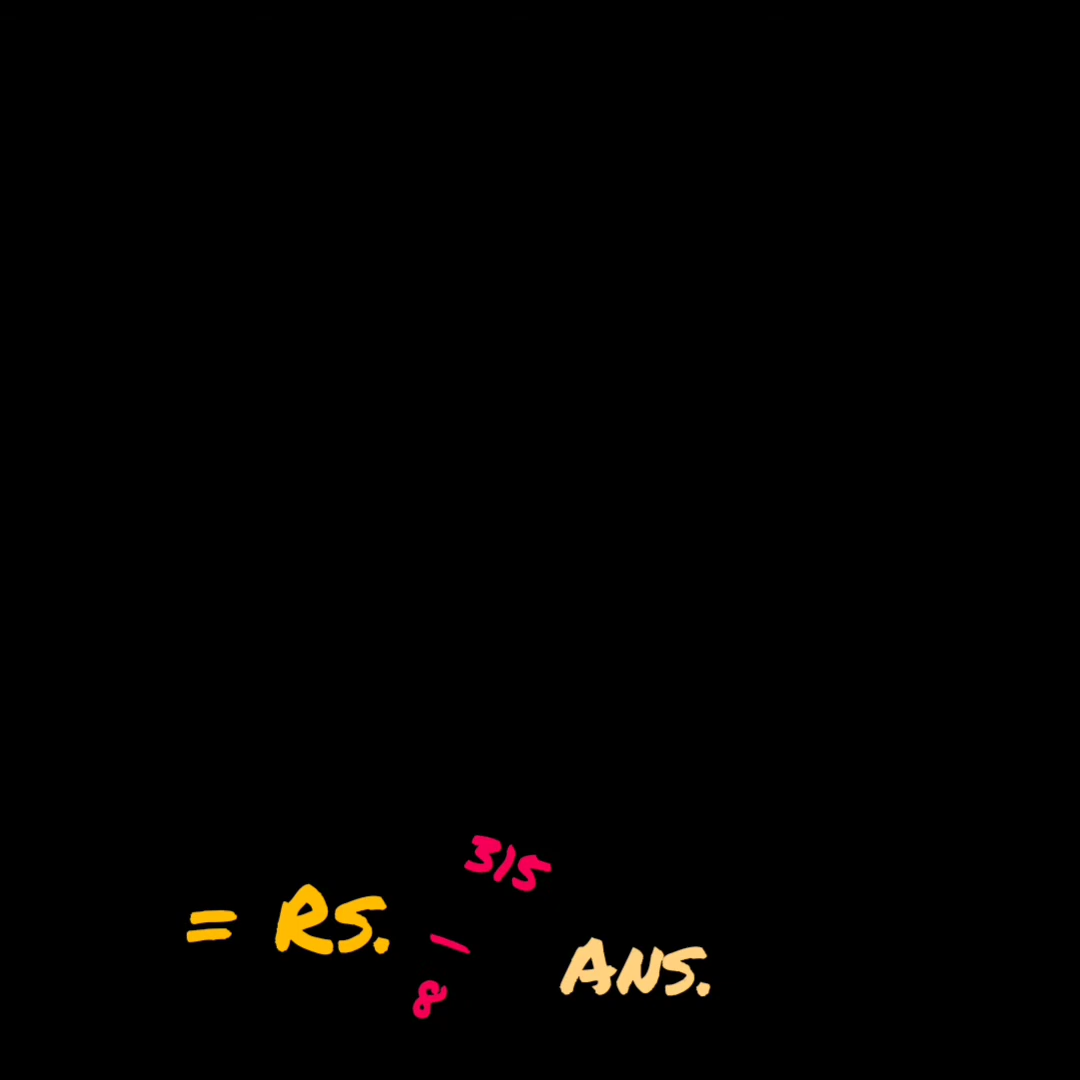 = Rs. 315/8 Ans.